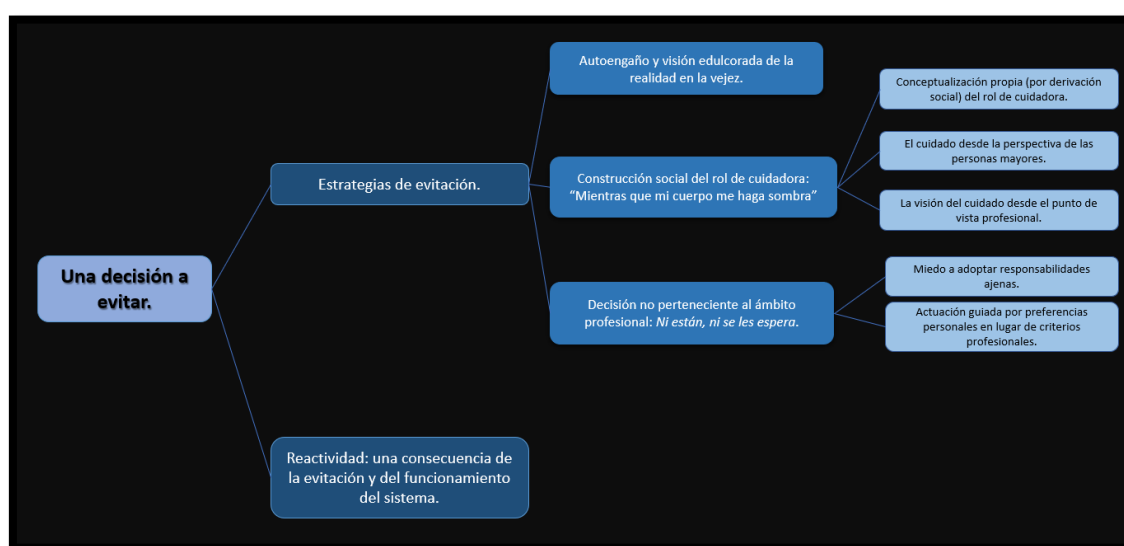 Una decisión a
evitar.
Estrategias de evitación.
Autoengaño y visión edulcorada de la
realidad en la vejez.
Construcción social del rol de cuidadora:
“Mientras que mi cuerpo me haga sombra”
Conceptualización propia (por derivación
social) del rol de cuidadora.
El cuidado desde la perspectiva de las
personas mayores.
La visión del cuidado desde el punto de
vista profesional.
Decisión no perteneciente al ámbito
profesional: Ni están, ni se les espera.
Miedo a adoptar responsabilidades
ajenas.
Actuación guiada por preferencias
personales en lugar de criterios
profesionales.
Reactividad: una consecuencia de
la evitación y del funcionamiento
del sistema.